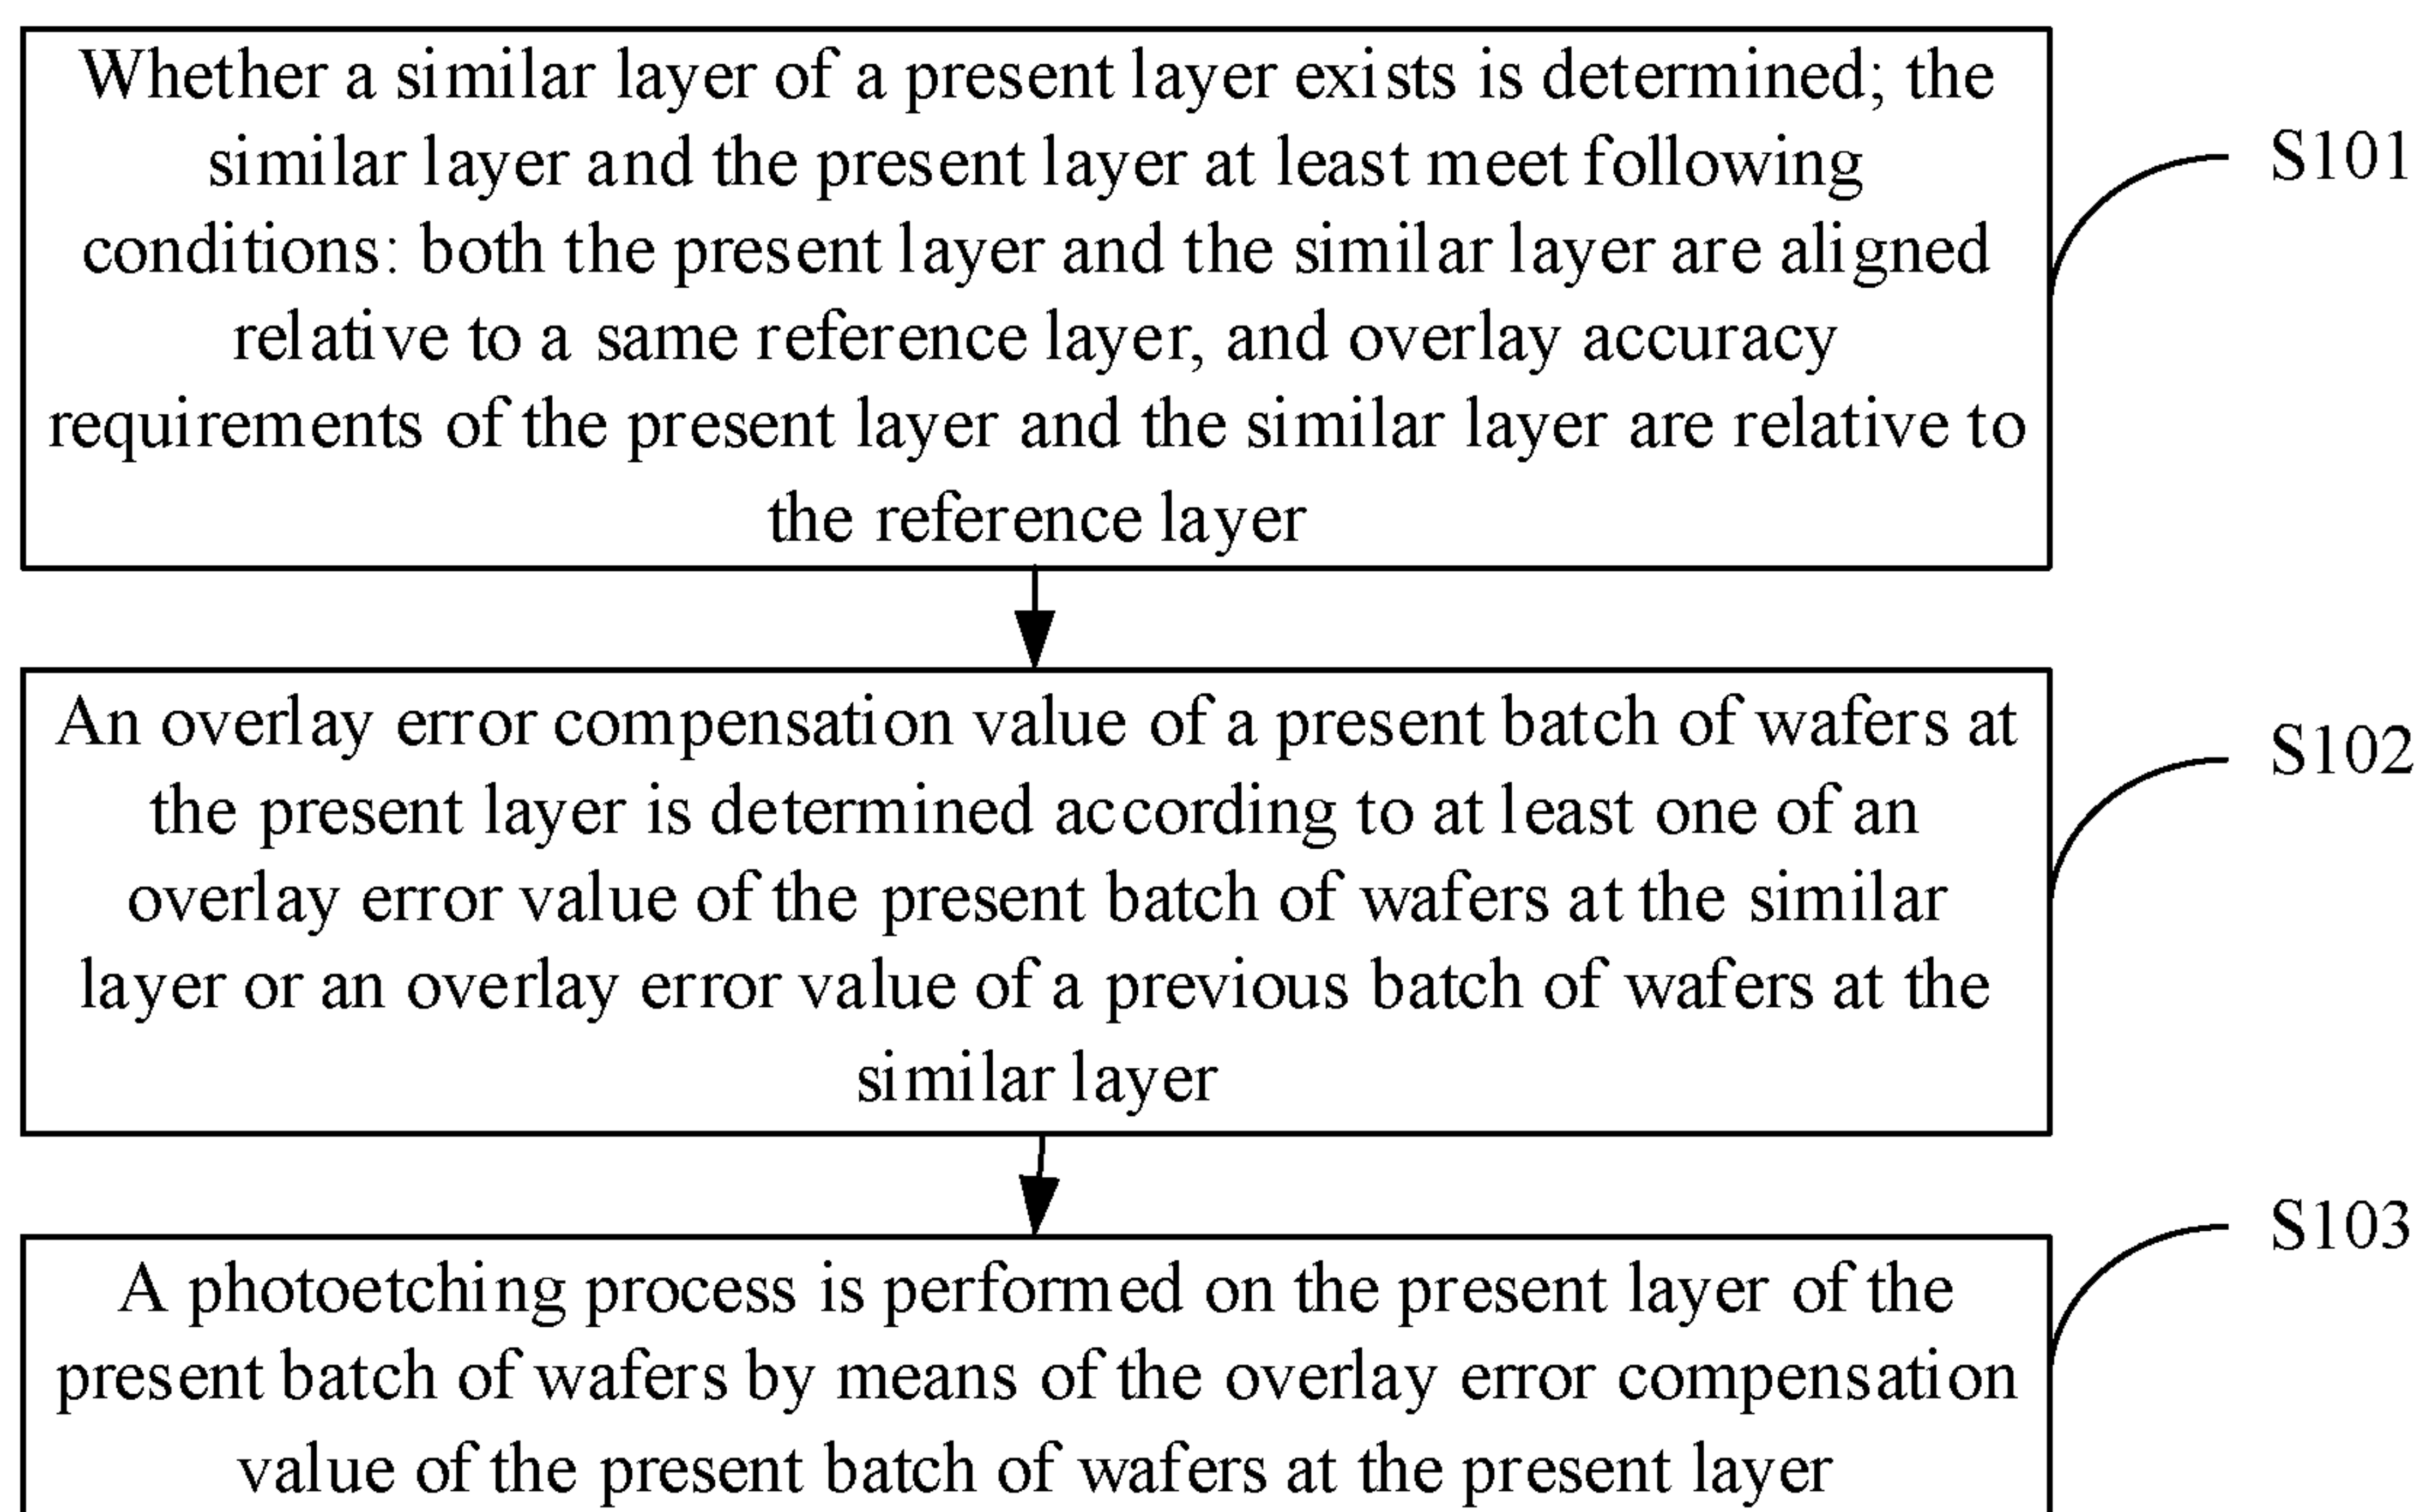 Whether a similar layer of a present layer exists is determined; the
similar layer and the present layer at least meet following
conditions: both the present layer and the similar layer are aligned
relative to a same reference layer, and overlay accuracy
requirements of the present layer and the similar layer are relative to
the reference layer
S101
An overlay error compensation value of a present batch of wafers at
the present layer is determined according to at least one of an
overlay error value of the present batch of wafers at the similar
layer or an overlay error value of a previous batch of wafers at the
similar layer
S102
A photoetching process is performed on the present layer of the
present batch of wafers by means of the overlay error compensation
value of the present batch of wafers at the present layer
S103